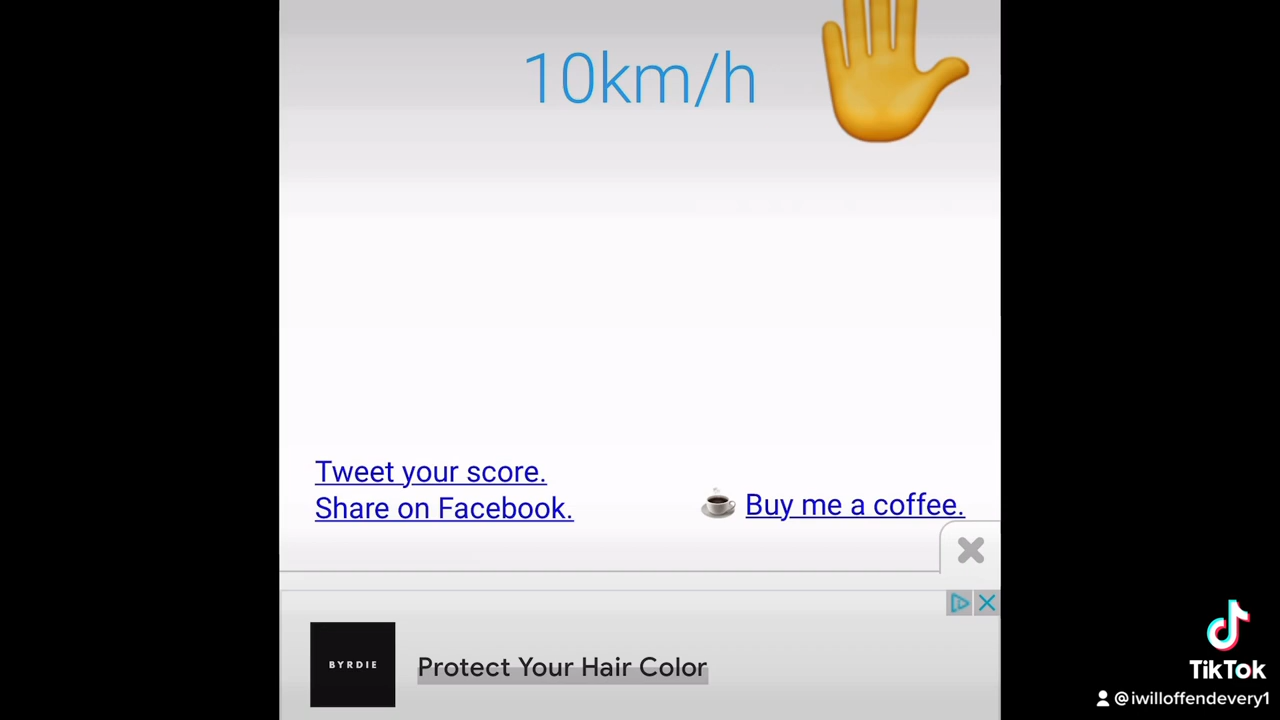 10km/h
Tweet your score.
Share on Facebook.
Buy me a coffee.
BYRDIE
Protect Your Hair Color
TikTok
@iwilloffendevery1